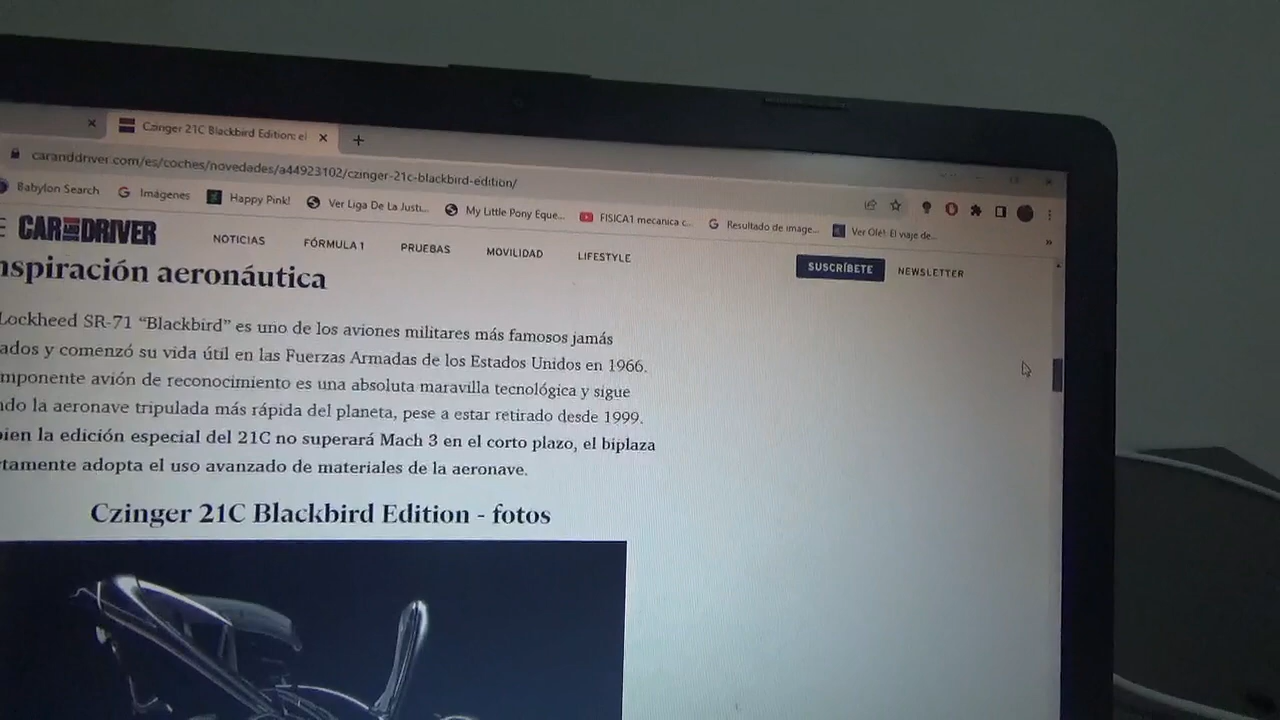 Czinger 21C Blackbird Edition: el
caranddriver.com/es/coches/novedades/a44923102/czinger-21c-blackbird-edition/
Babylon Search Imágenes Happy Pink! Ver Liga De La Justi... My Little Pony Eque... FISICA1 mecanica c... Resultado de image... Ver Olé! El viaje de...
CAR AND DRIVER NOTICIAS FÓRMULA 1 PRUEBAS MOVILIDAD LIFESTYLE SUSCRÍBETE NEWSLETTER
nspiración aeronáutica
Lockheed SR-71 “Blackbird” es uno de los aviones militares más famosos jamás
ados y comenzó su vida útil en las Fuerzas Armadas de los Estados Unidos en 1966.
mponente avión de reconocimiento es una absoluta maravilla tecnológica y sigue
ndo la aeronave tripulada más rápida del planeta, pese a estar retirado desde 1999.
bien la edición especial del 21C no superará Mach 3 en el corto plazo, el biplaza
rtamente adopta el uso avanzado de materiales de la aeronave.
Czinger 21C Blackbird Edition - fotos